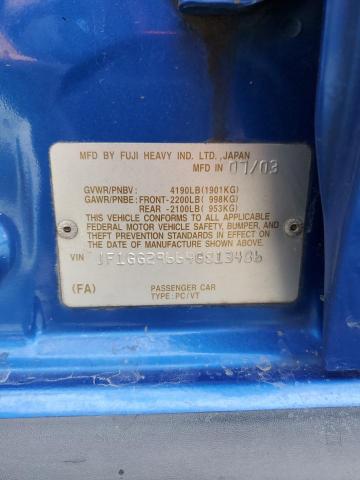 MFD BY FUJI HEAVY IND. LTD., JAPAN
MFD IN 07/03
GVWR/PNBV: 4190LB(1901KG)
GAWR/PNBE: FRONT-2200LB( 998KG)
REAR -2100LB( 953KG)
THIS VEHICLE CONFORMS TO ALL APPLICABLE
FEDERAL MOTOR VEHICLE SAFETY, BUMPER, AND
THEFT PREVENTION STANDARDS IN EFFECT ON
THE DATE OF MANUFACTURE SHOWN ABOVE.
VIN
(FA) PASSENGER CAR
TYPE: PC/VT